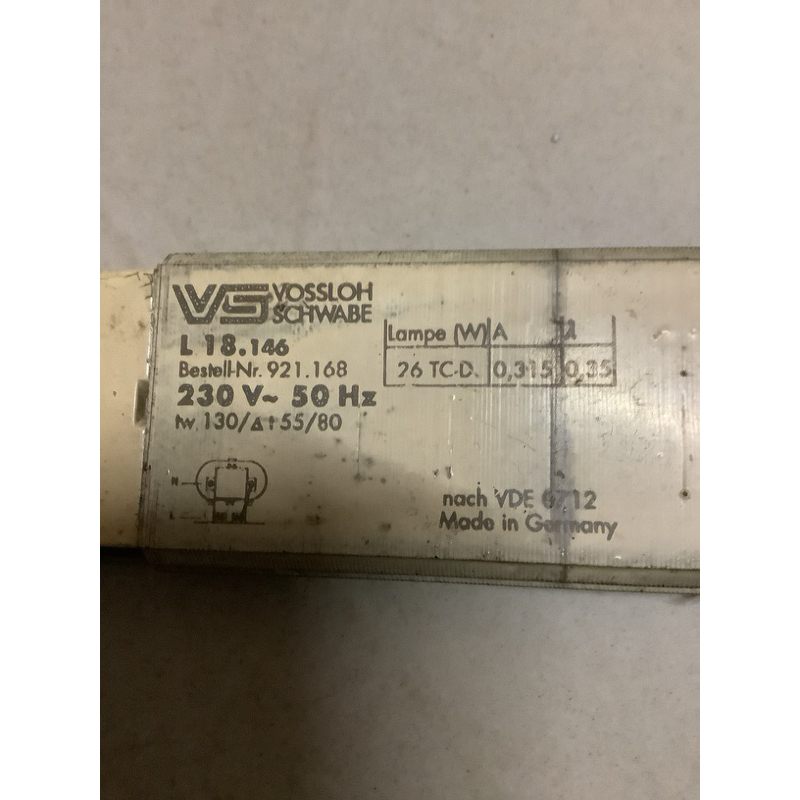 VS VOSSLOH
SCHWABE
L 18.146
Bestell-Nr. 921.168
230 V~ 50 Hz
tw 130/Δt 55/80
Lampe (W) A λ
26 TC-D. 0,315 0,35
N
L
nach VDE 0712
Made in Germany